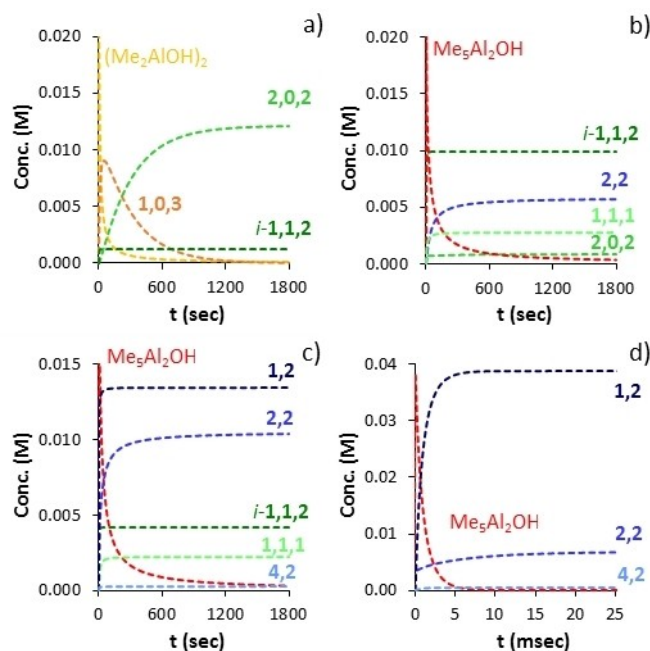 a)
0.020
0.015
0.010
0.005
0.000
Conc. (M)
(Me₂AlOH)₂
2,0,2
1,0,3
i-1,1,2
0 600 1200 1800
t (sec)
b)
0.020
0.015
0.010
0.005
0.000
Conc. (M)
Me₅Al₂OH
i-1,1,2
2,2
1,1,1
2,0,2
0 600 1200 1800
t (sec)
c)
0.015
0.010
0.005
0.000
Conc. (M)
Me₅Al₂OH
1,2
2,2
i-1,1,2
1,1,1
4,2
0 600 1200 1800
t (sec)
d)
0.04
0.03
0.02
0.01
0.00
Conc. (M)
1,2
Me₅Al₂OH
2,2
4,2
0 5 10 15 20 25
t (msec)